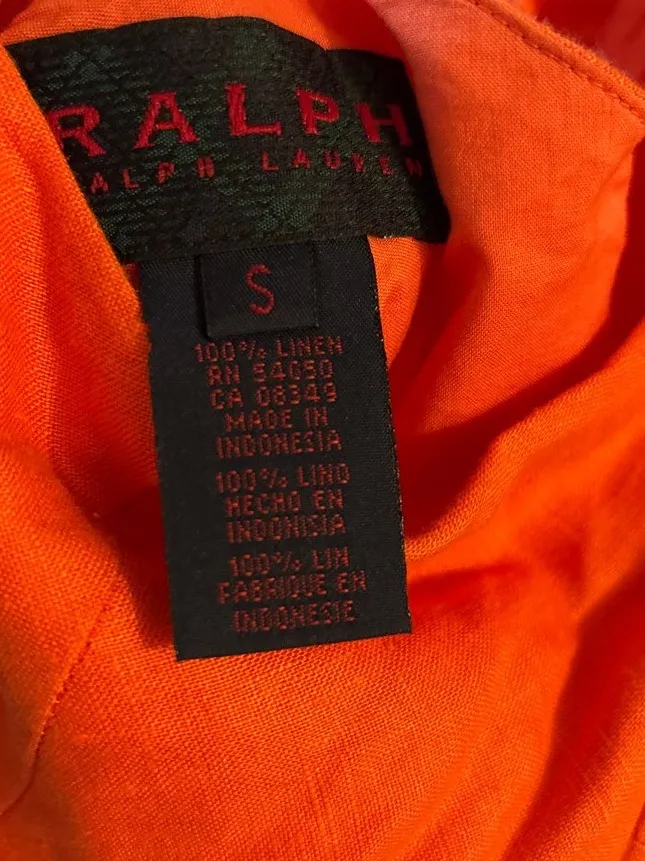 RALPH
RALPH LAUREN
S
100% LINEN
RN 54050
CA 08349
MADE IN
INDONESIA
100% LINO
HECHO EN
INDONISIA
100% LIN
FABRIQUE EN
INDONESIE